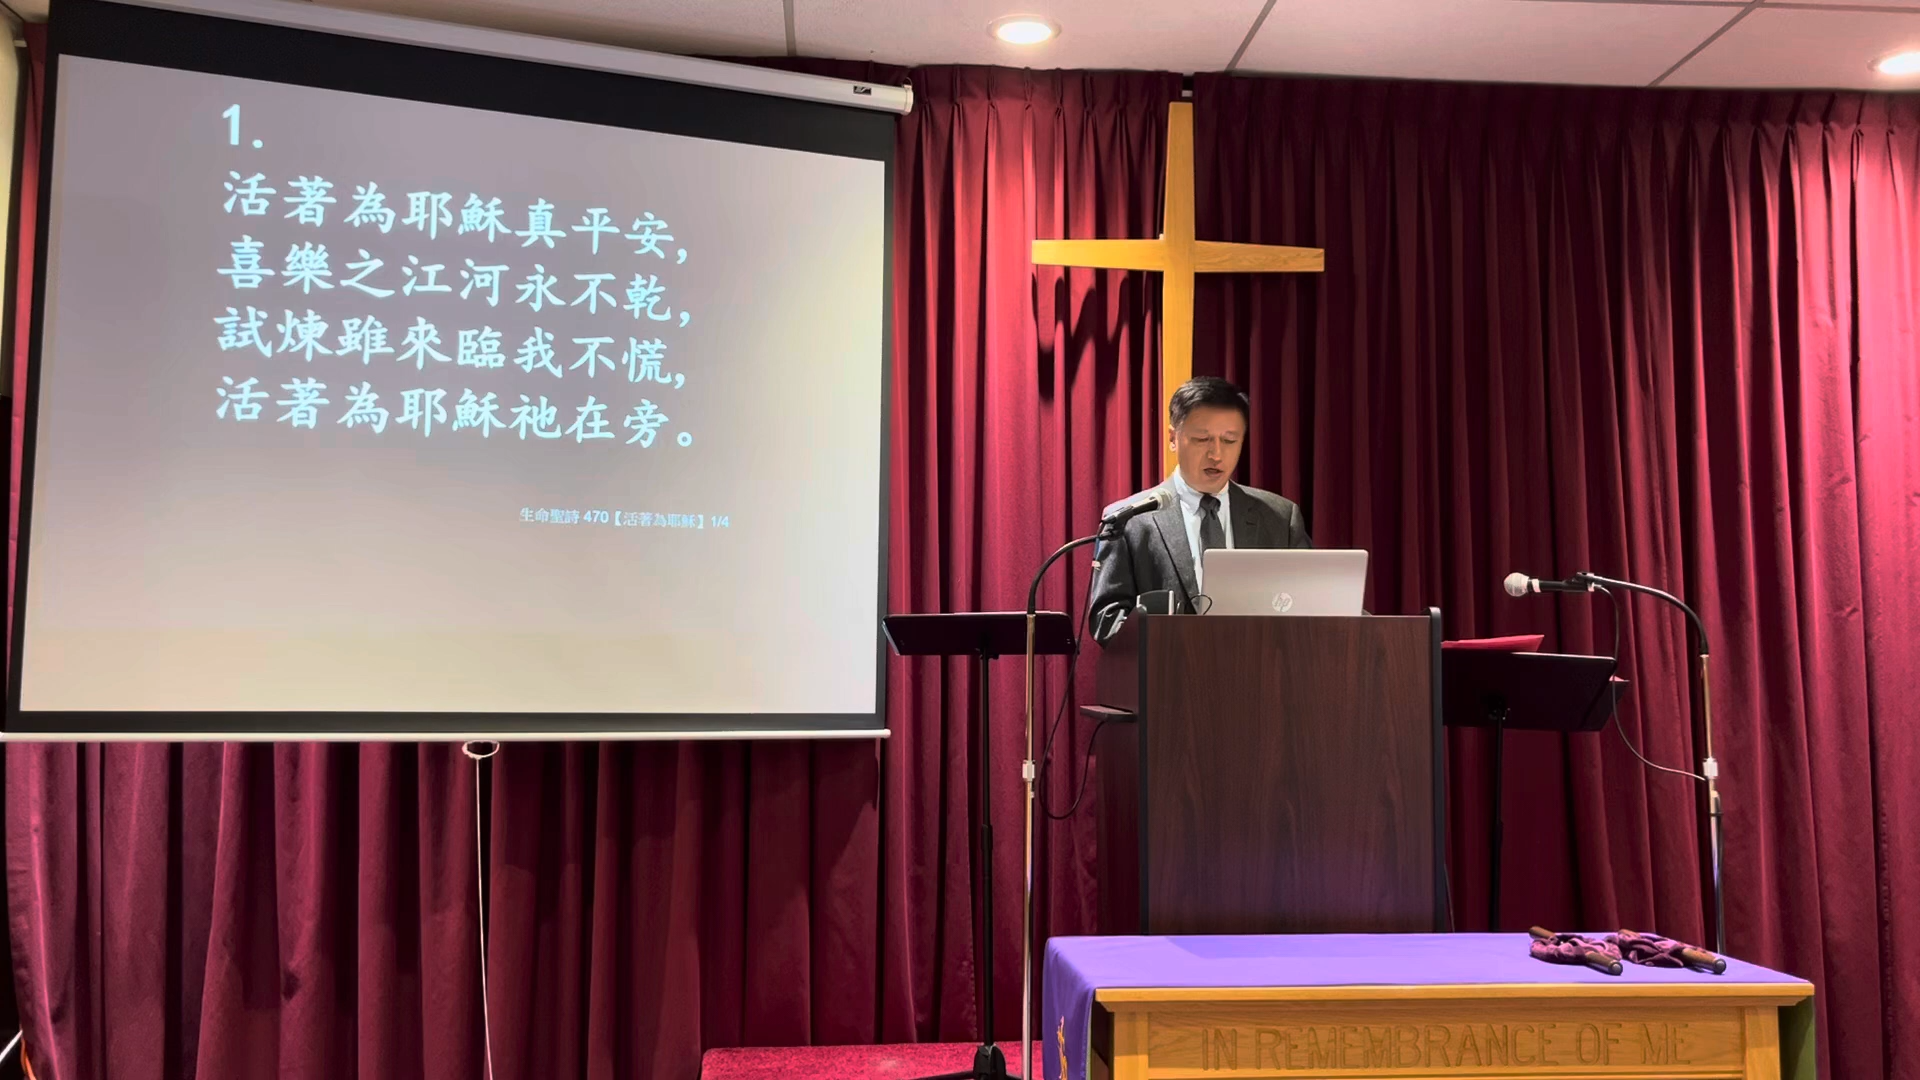 1.
活著為耶穌真平安,
喜樂之江河永不乾,
試煉雖來臨我不慌,
活著為耶穌祂在旁。
生命聖詩 470【活著為耶穌】1/4
hp
IN REMEMBRANCE OF ME